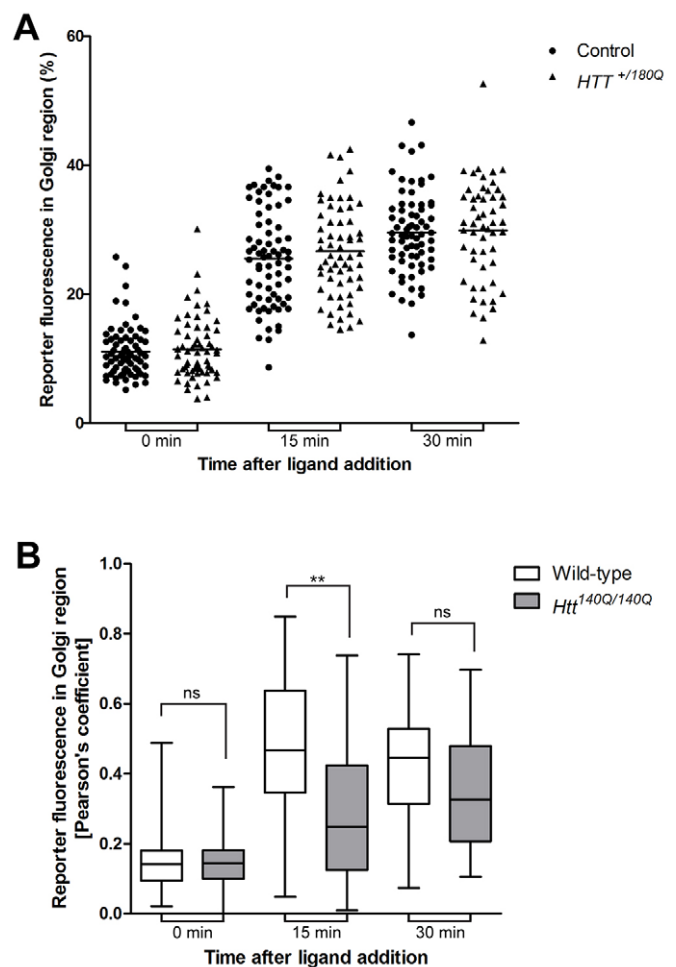 A
Reporter fluorescence in Golgi region (%)
60
40
20
0
0 min
15 min
30 min
Time after ligand addition
Control
HTT +/180Q
B
Reporter fluorescence in Golgi region
[Pearson's coefficient]
1.0
0.8
0.6
0.4
0.2
0.0
ns
**
ns
0 min
15 min
30 min
Time after ligand addition
Wild-type
Htt140Q/140Q